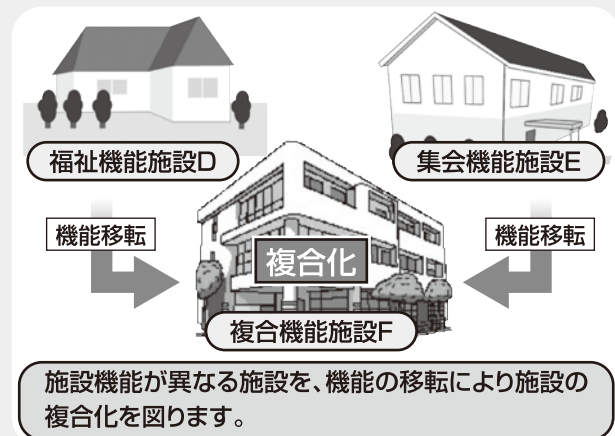 福祉機能施設D
集会機能施設E
機能移転
機能移転
複合化
複合機能施設F
施設機能が異なる施設を、機能の移転により施設の
複合化を図ります。